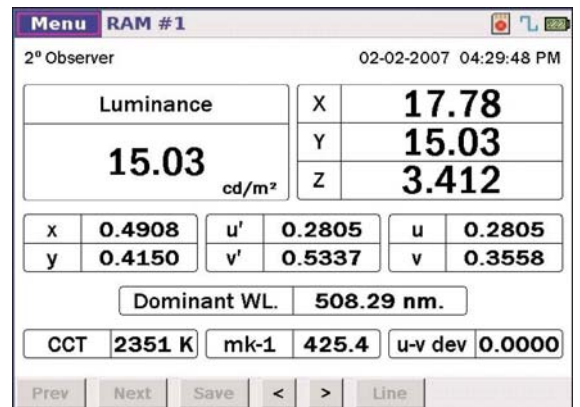 Menu RAM #1
2º Observer 02-02-2007 04:29:48 PM
Luminance
15.03
cd/m²
X 17.78
Y 15.03
Z 3.412
x 0.4908 u' 0.2805 u 0.2805
y 0.4150 v' 0.5337 v 0.3558
Dominant WL. 508.29 nm.
CCT 2351 K mk-1 425.4 u-v dev 0.0000
Prev Next Save < > Line